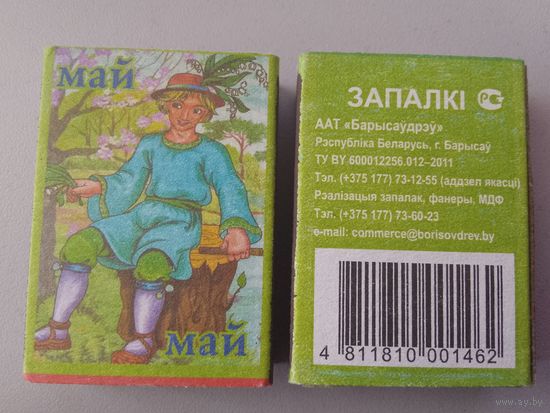 май
май
ЗАПАЛКІ
ААТ «Барысаўдрэў»
Рэспубліка Беларусь, г. Барысаў
ТУ BY 600012256.012–2011
Тэл. (+375 177) 73-12-55 (аддзел якасці)
Рэалізацыя запалак, фанеры, МДФ
Тэл. (+375 177) 73-60-23
e-mail: commerce@borisovdrev.by
4 811810 001462
www.ay.by